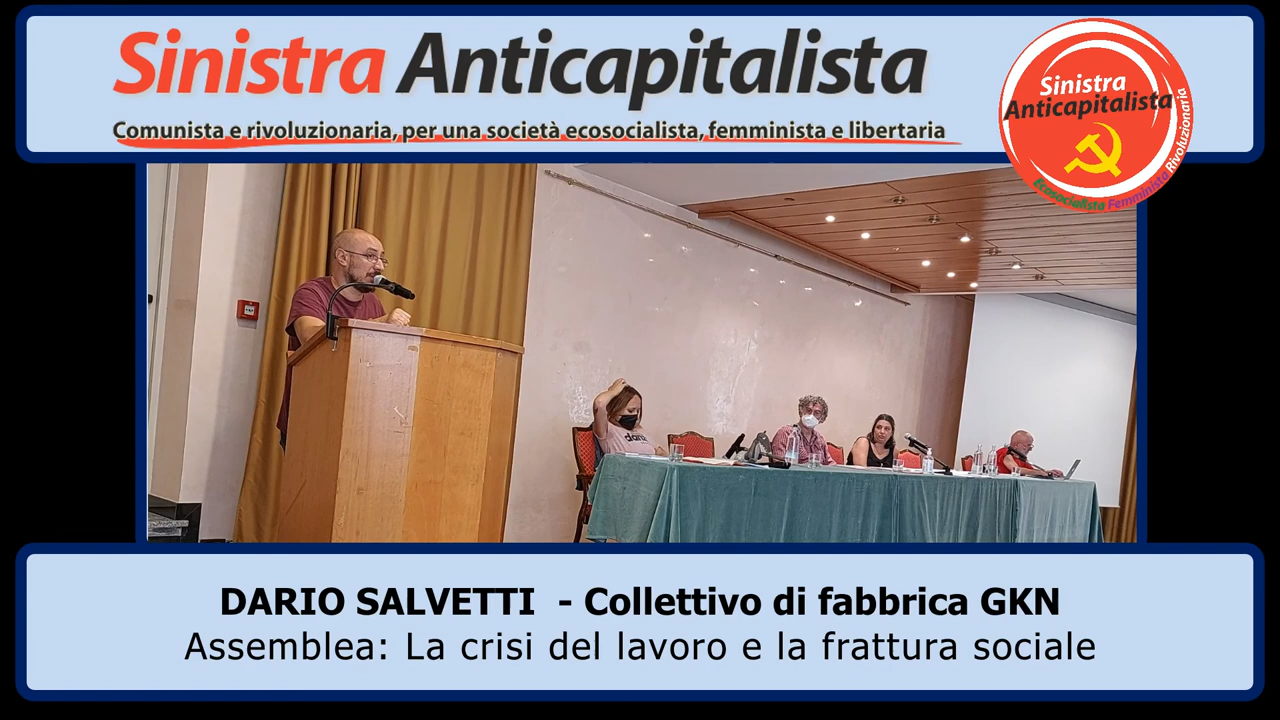 Sinistra Anticapitalista
Comunista e rivoluzionaria, per una società ecosocialista, femminista e libertaria
Sinistra
Anticapitalista
Ecosocialista Femminista Rivoluzionaria
DARIO SALVETTI - Collettivo di fabbrica GKN
Assemblea: La crisi del lavoro e la frattura sociale